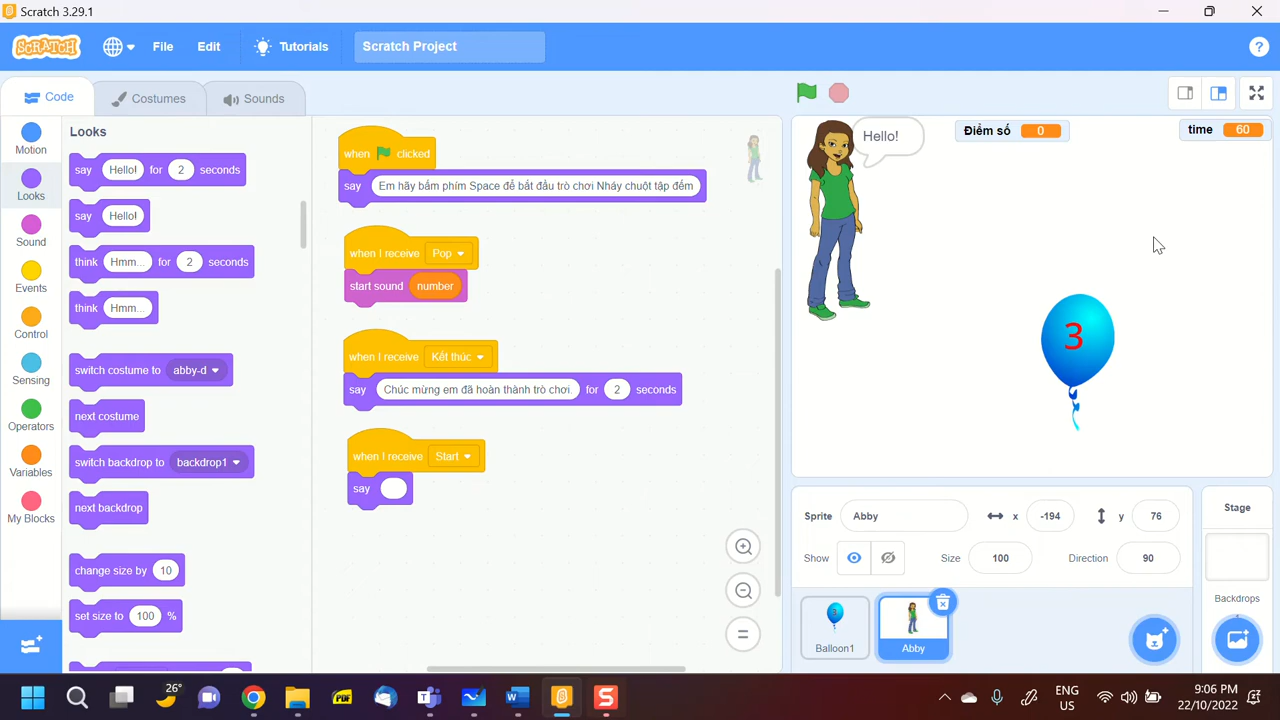 Scratch 3.29.1
SCRATCH
File
Edit
Tutorials
Scratch Project
?
Code
Costumes
Sounds
Motion
Looks
Sound
Events
Control
Sensing
Operators
Variables
My Blocks
Looks
say Hello! for 2 seconds
say Hello!
think Hmm... for 2 seconds
think Hmm...
switch costume to abby-d
next costume
switch backdrop to backdrop1
next backdrop
change size by 10
set size to 100 %
when clicked
say Em hãy bấm phím Space để bắt đầu trò chơi Nháy chuột tập đếm
when I receive Pop
start sound number
when I receive Kết thúc
say Chúc mừng em đã hoàn thành trò chơi. for 2 seconds
when I receive Start
say
Hello!
Điểm số 0
time 60
3
Sprite Abby x -194 y 76
Show Size 100 Direction 90
Balloon1
Abby
Stage
Backdrops
26°
PDF
ENG
US
9:06 PM
22/10/2022